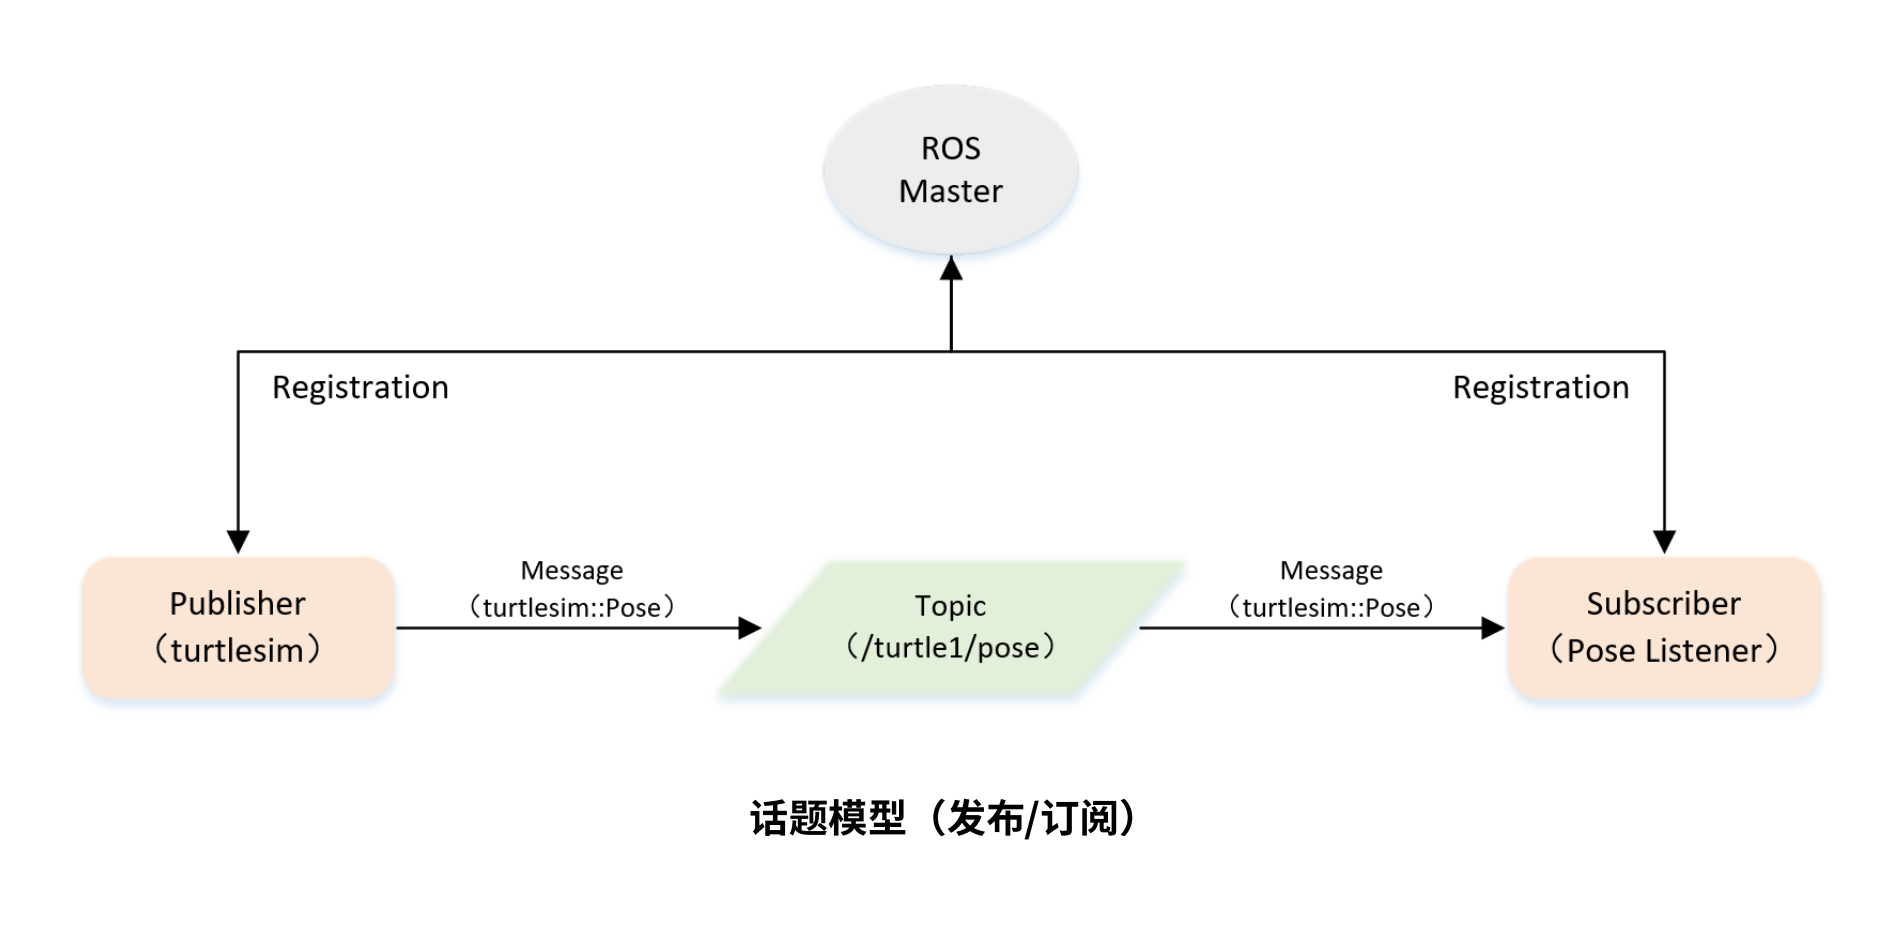 ROS
Master
Registration
Registration
Publisher
（turtlesim）
Message
（turtlesim::Pose）
Topic
（/turtle1/pose）
Message
（turtlesim::Pose）
Subscriber
（Pose Listener）
话题模型（发布/订阅）